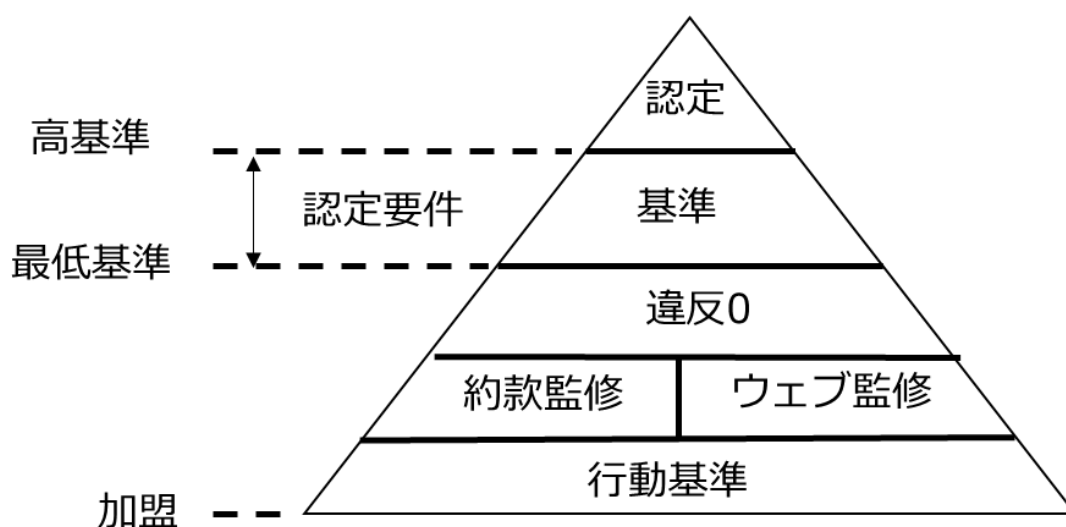 認定
高基準
認定要件
基準
最低基準
違反0
約款監修
ウェブ監修
行動基準
加盟